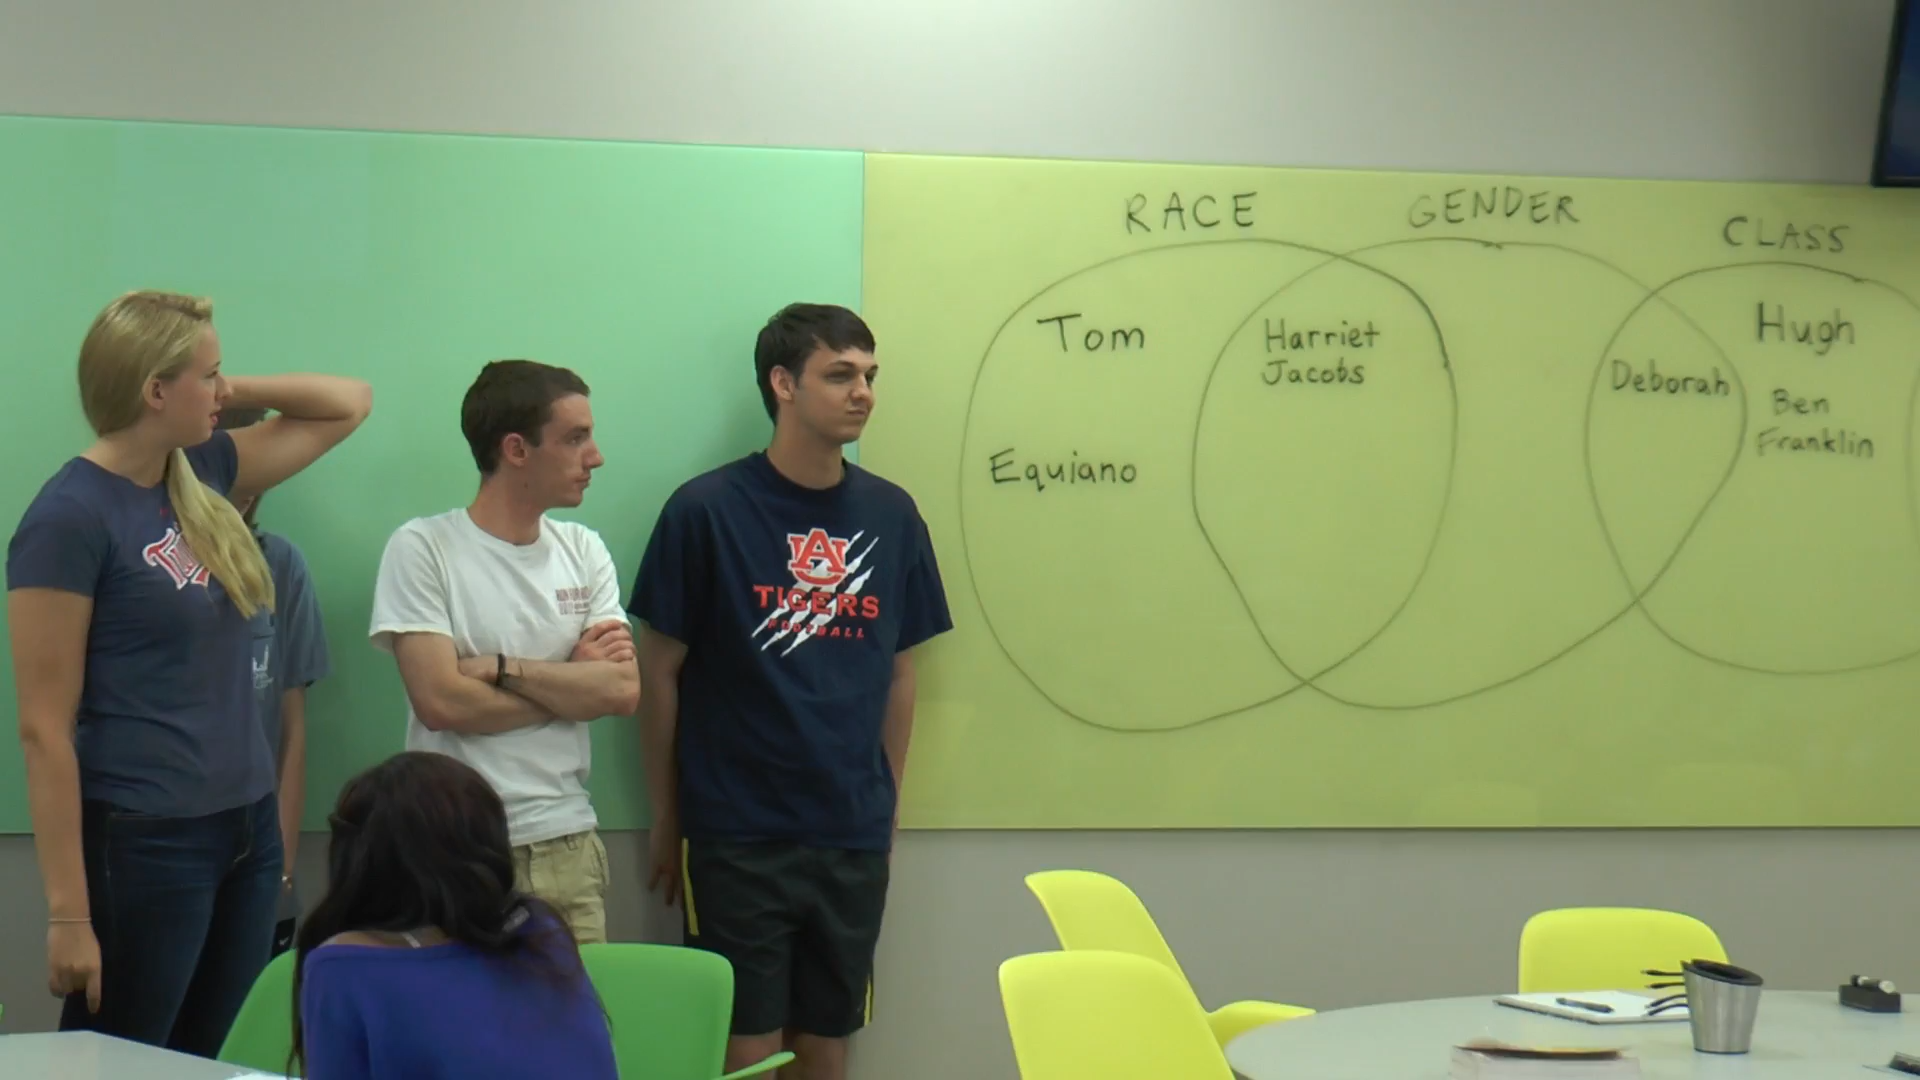 RACE
GENDER
CLASS
Tom
Harriet
Jacobs
Hugh
Deborah
Ben
Franklin
Equiano
AU
TIGERS
FOOTBALL